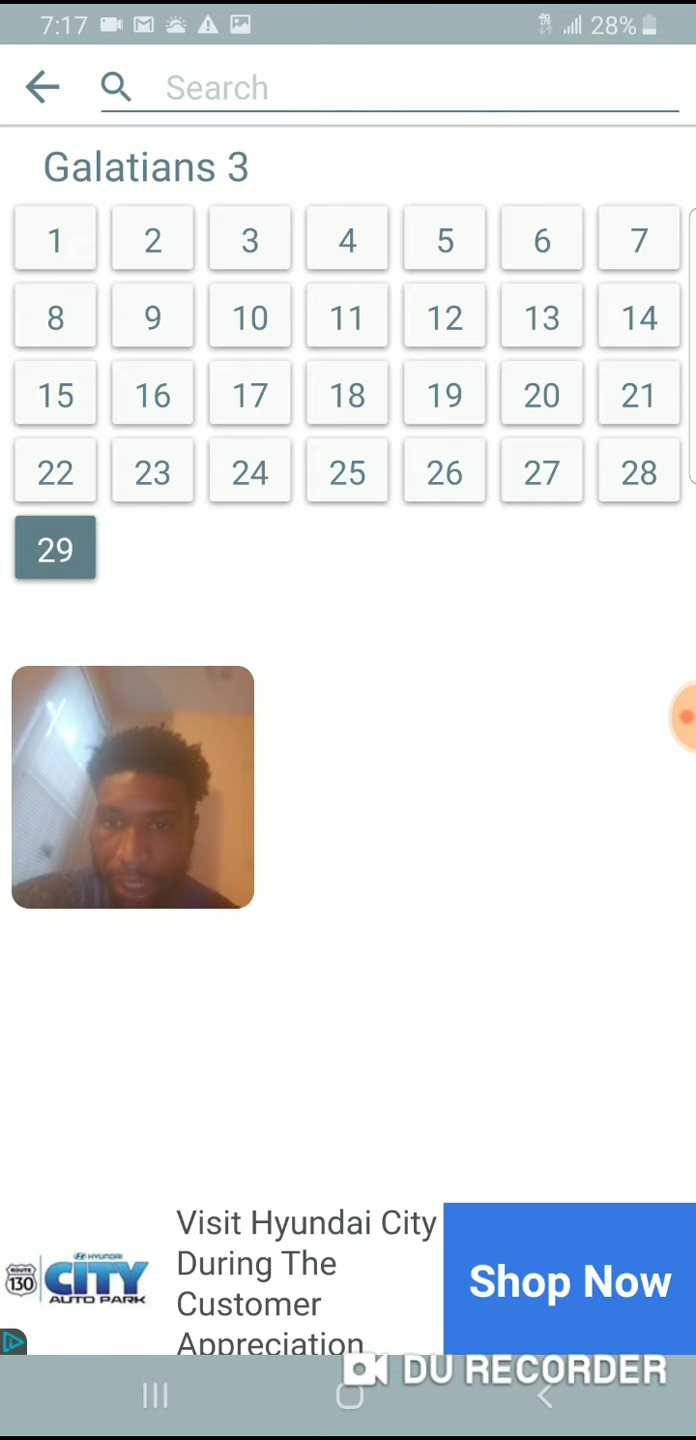 7:17 28%
Search
Galatians 3
1 2 3 4 5 6 7
8 9 10 11 12 13 14
15 16 17 18 19 20 21
22 23 24 25 26 27 28
29
Visit Hyundai City
During The
Customer
Appreciation
HYUNDAI
ROUTE
130
CITY
AUTO PARK
Shop Now
DU RECORDER